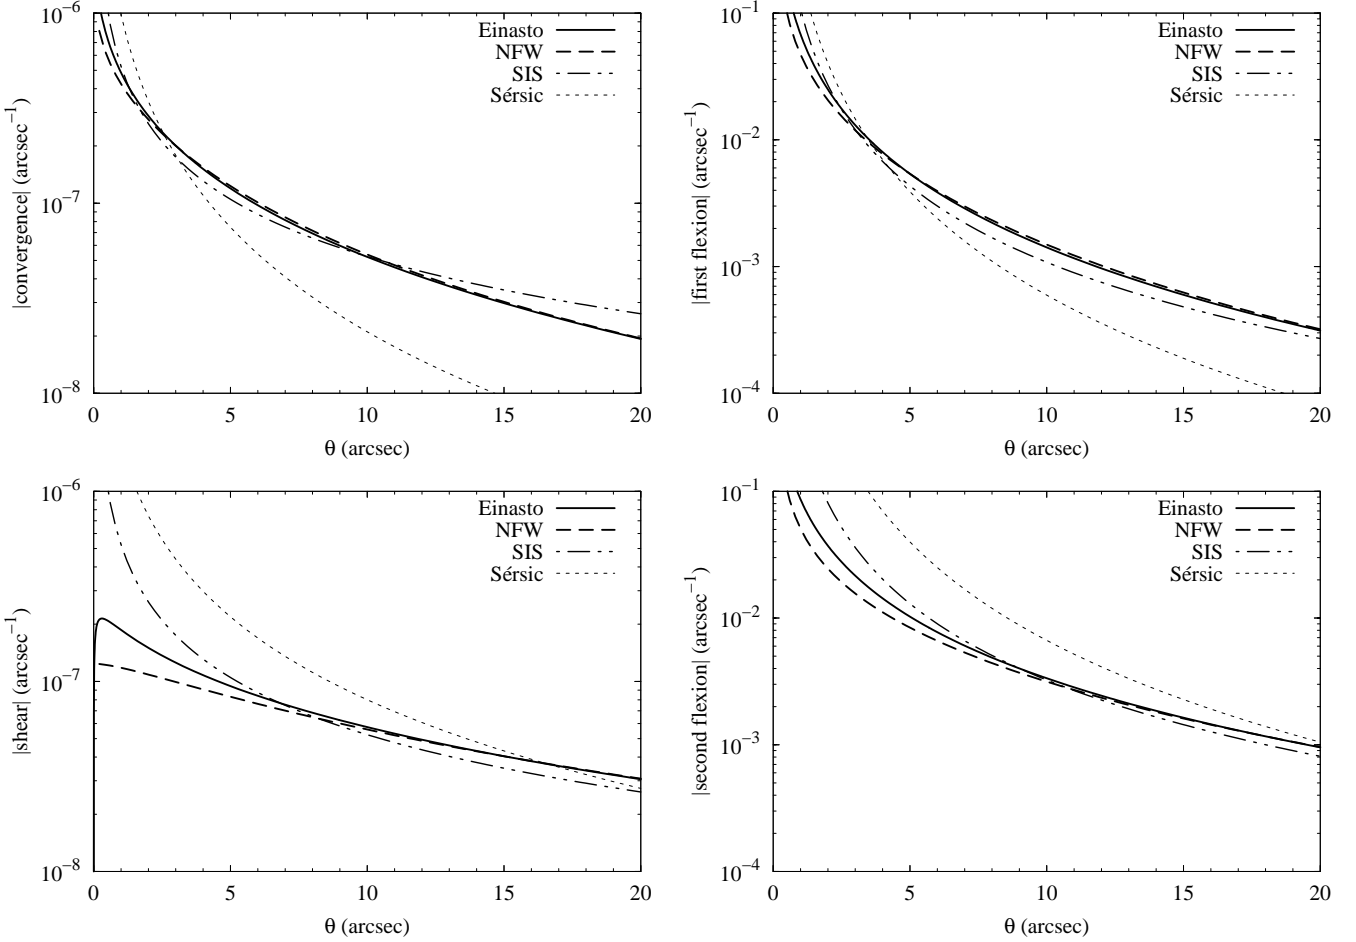 |convergence| (arcsec⁻¹)
10⁻⁶
10⁻⁷
10⁻⁸
Einasto
NFW
SIS
Sérsic
0 5 10 15 20
θ (arcsec)
|first flexion| (arcsec⁻¹)
10⁻¹
10⁻²
10⁻³
10⁻⁴
Einasto
NFW
SIS
Sérsic
0 5 10 15 20
θ (arcsec)
|shear| (arcsec⁻¹)
10⁻⁶
10⁻⁷
10⁻⁸
Einasto
NFW
SIS
Sérsic
0 5 10 15 20
θ (arcsec)
|second flexion| (arcsec⁻¹)
10⁻¹
10⁻²
10⁻³
10⁻⁴
Einasto
NFW
SIS
Sérsic
0 5 10 15 20
θ (arcsec)